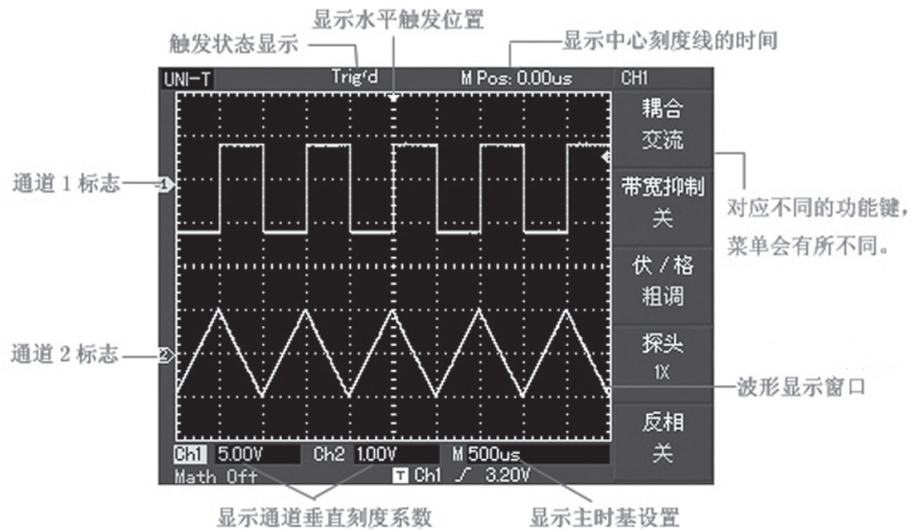 显示水平触发位置
触发状态显示
显示中心刻度线的时间
UNI-T Trig'd M Pos: 0.00us CH1
耦合
交流
通道 1 标志
1
带宽抑制
关
对应不同的功能键，
菜单会有所不同。
伏 / 格
粗调
通道 2 标志
2
探头
1X
波形显示窗口
反相
关
Ch1 5.00V Ch2 1.00V M 500us
Math Off T Ch1 3.20V
显示通道垂直刻度系数
显示主时基设置